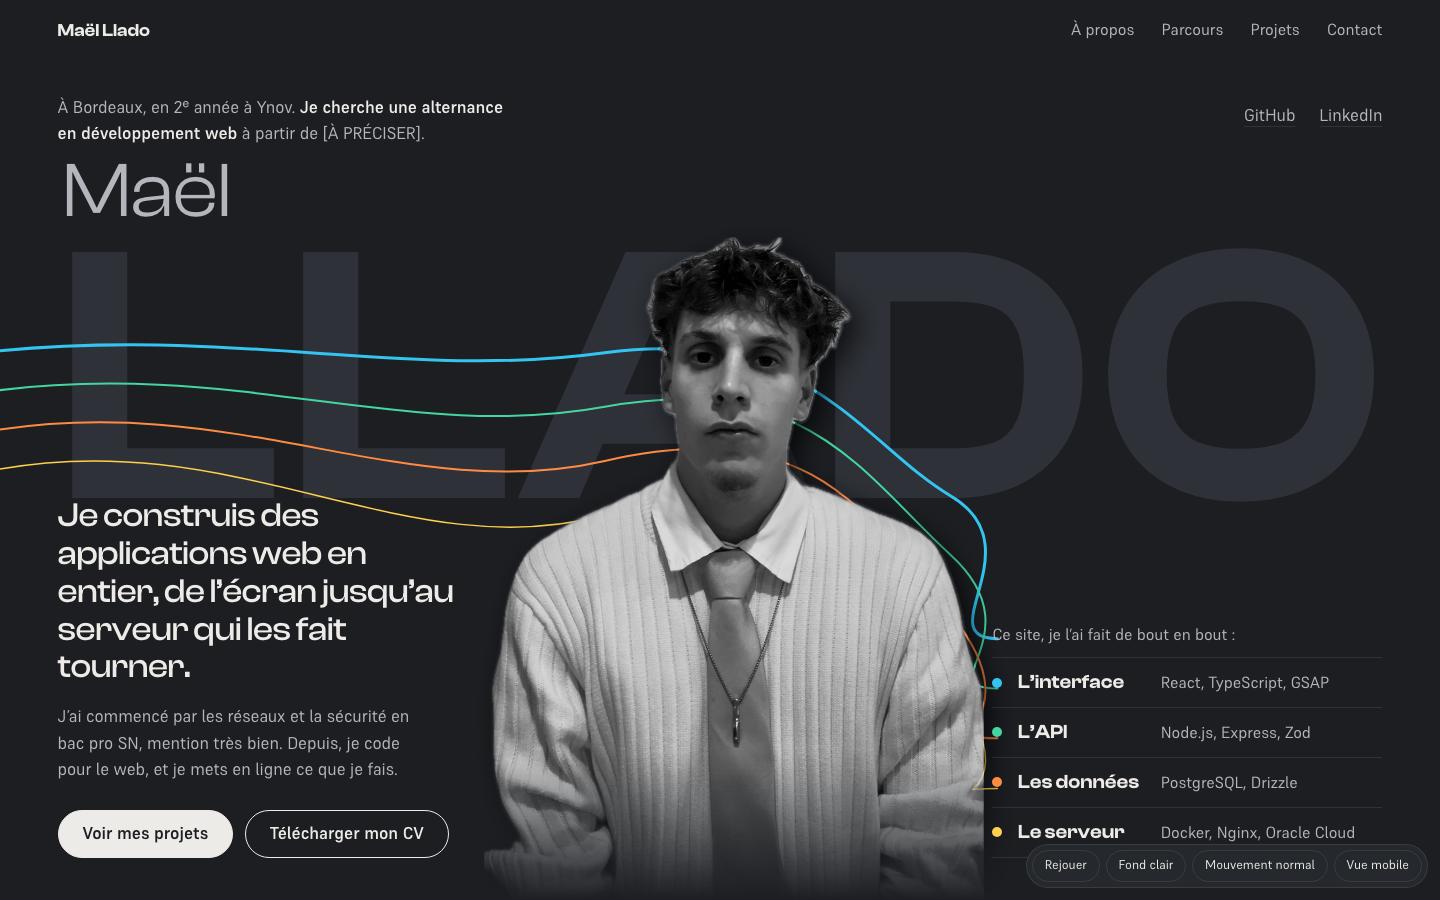 Maël Llado
À propos Parcours Projets Contact
À Bordeaux, en 2ᵉ année à Ynov. Je cherche une alternance
en développement web à partir de [À PRÉCISER].
GitHub LinkedIn
Maël
LLADO
Je construis des
applications web en
entier, de l’écran jusqu’au
serveur qui les fait
tourner.
J’ai commencé par les réseaux et la sécurité en
bac pro SN, mention très bien. Depuis, je code
pour le web, et je mets en ligne ce que je fais.
Voir mes projets Télécharger mon CV
Ce site, je l’ai fait de bout en bout :
L’interface React, TypeScript, GSAP
L’API Node.js, Express, Zod
Les données PostgreSQL, Drizzle
Le serveur Docker, Nginx, Oracle Cloud
Rejouer Fond clair Mouvement normal Vue mobile